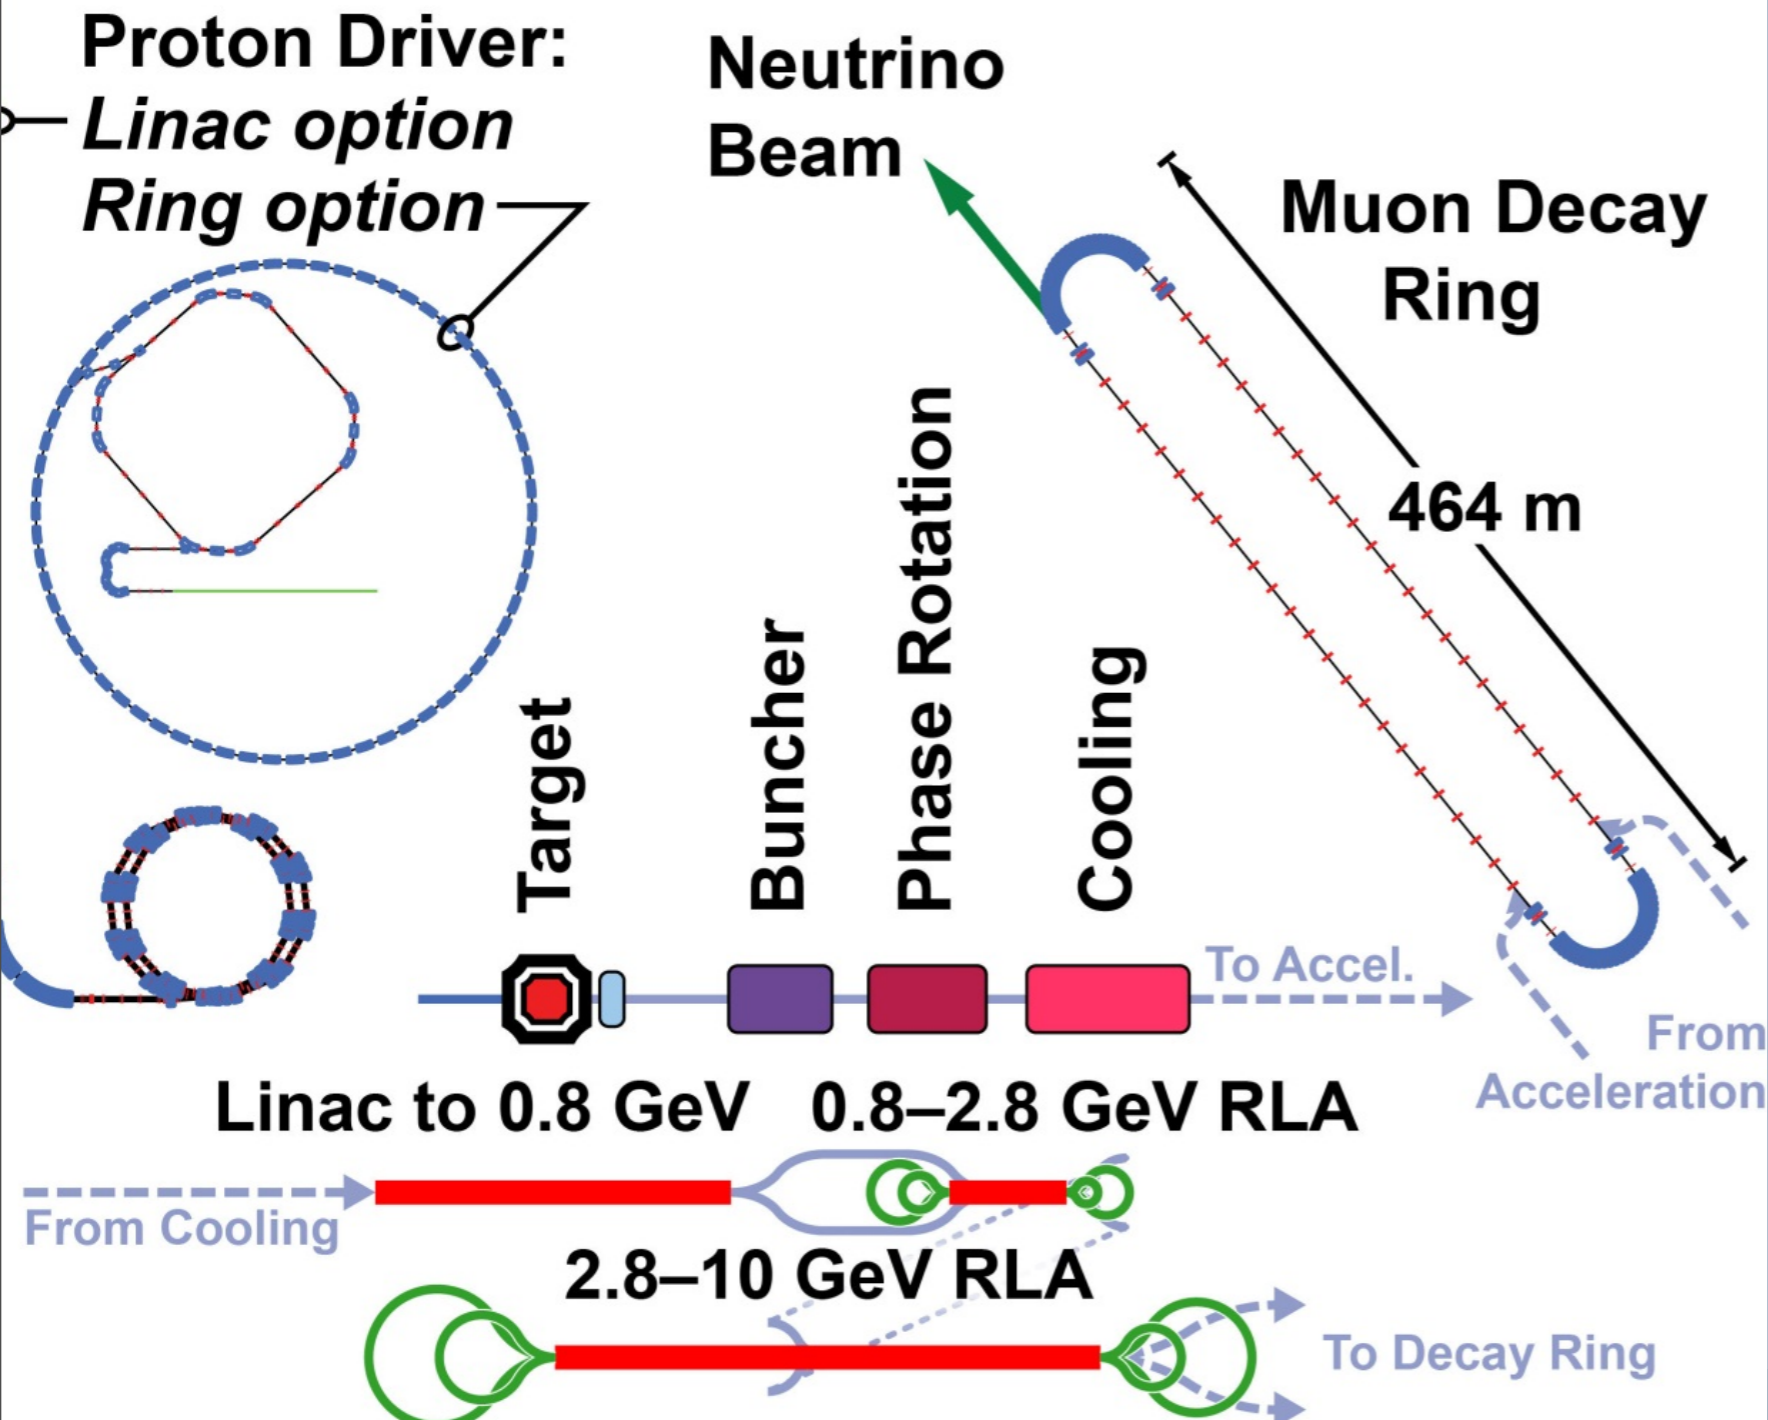 Proton Driver:
Linac option
Ring option
Neutrino
Beam
Muon Decay
Ring
464 m
Target
Buncher
Phase Rotation
Cooling
To Accel.
From
Acceleration
Linac to 0.8 GeV
0.8–2.8 GeV RLA
From Cooling
2.8–10 GeV RLA
To Decay Ring